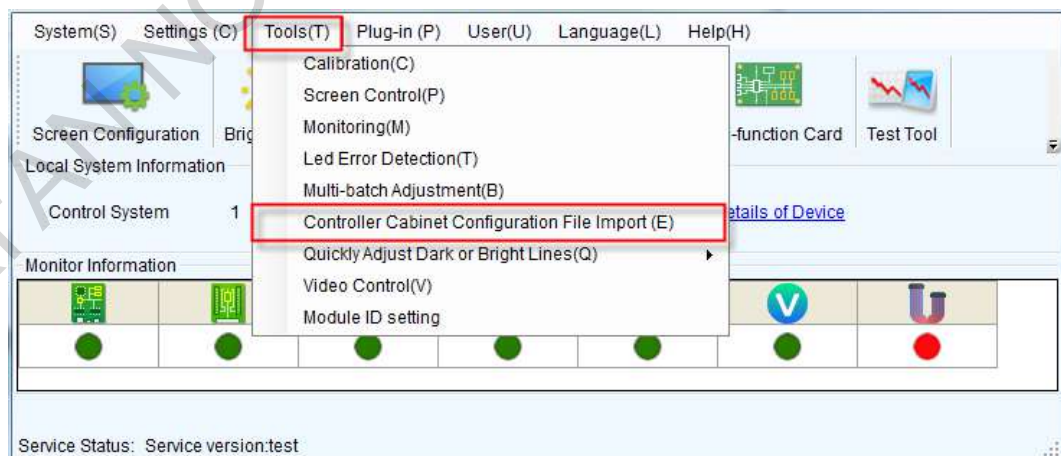 System(S) Settings (C) Tools(T) Plug-in (P) User(U) Language(L) Help(H)
Calibration(C)
Screen Control(P)
Monitoring(M)
Led Error Detection(T)
Multi-batch Adjustment(B)
Controller Cabinet Configuration File Import (E)
Quickly Adjust Dark or Bright Lines(Q)
Video Control(V)
Module ID setting
Screen Configuration Brig -function Card Test Tool
Local System Information
Control System 1 etails of Device
Monitor Information
V
Service Status: Service version:test